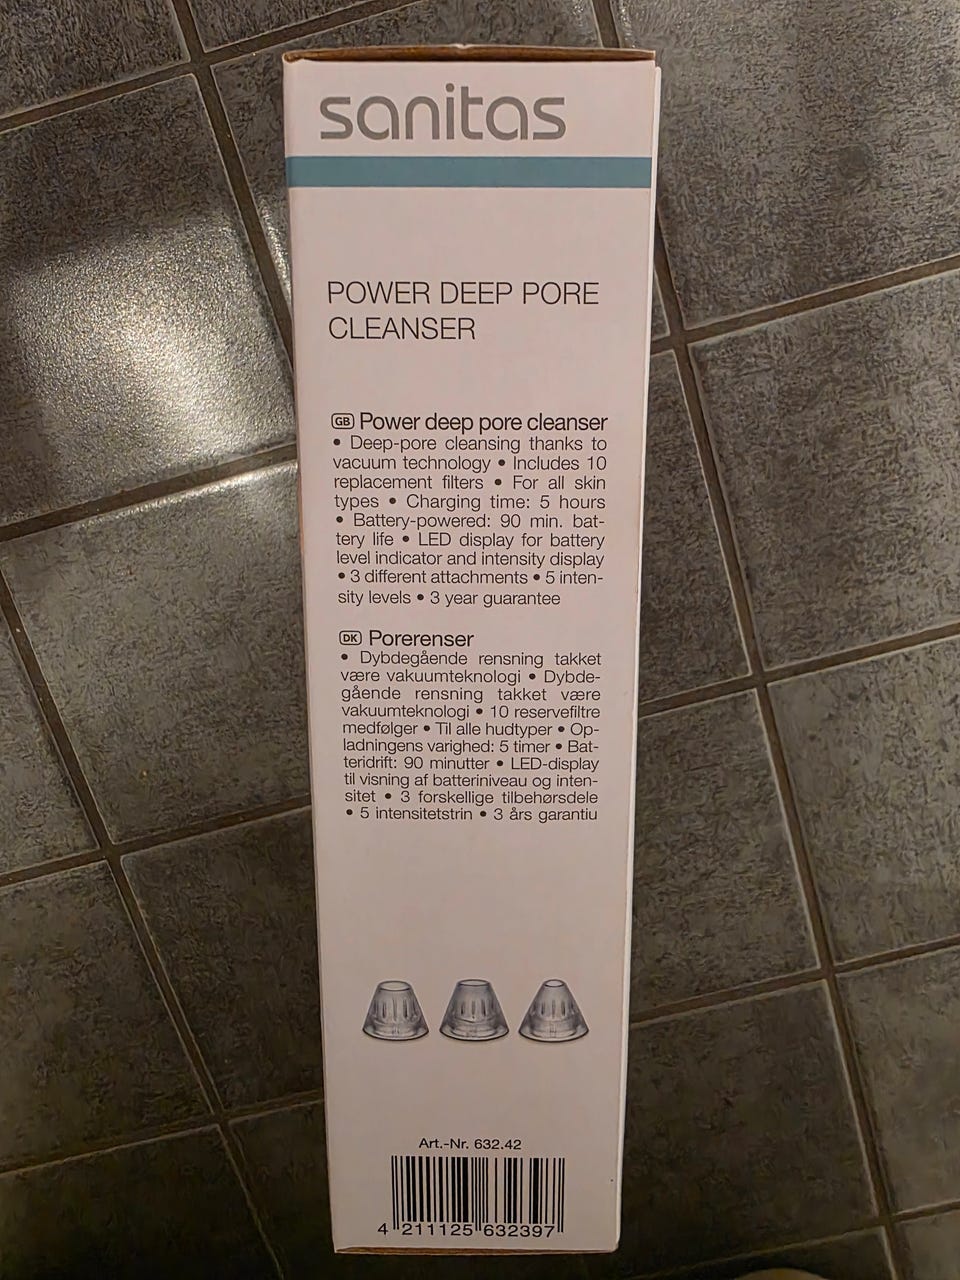 sanitas
POWER DEEP PORE
CLEANSER
GB Power deep pore cleanser
• Deep-pore cleansing thanks to
vacuum technology • Includes 10
replacement filters • For all skin
types • Charging time: 5 hours
• Battery-powered: 90 min. bat-
tery life • LED display for battery
level indicator and intensity display
• 3 different attachments • 5 inten-
sity levels • 3 year guarantee
DK Porerenser
• Dybdegående rensning takket
være vakuumteknologi • Dybde-
gående rensning takket være
vakuumteknologi • 10 reservefiltre
medfølger • Til alle hudtyper • Op-
ladningens varighed: 5 timer • Bat-
teridrift: 90 minutter • LED-display
til visning af batteriniveau og inten-
sitet • 3 forskellige tilbehørsdele
• 5 intensitetstrin • 3 års garantiu
Art.-Nr. 632.42
4 211125 632397